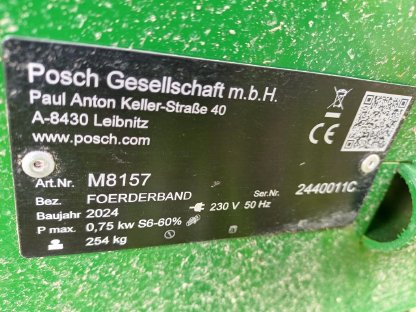 Posch Gesellschaft m.b.H.
Paul Anton Keller-Straße 40
A-8430 Leibnitz
www.posch.com
CE
Art.Nr. M8157
Bez. FOERDERBAND Ser.Nr. 2440011C
Baujahr 2024 230 V 50 Hz
P max. 0,75 kw S6-60%
254 kg